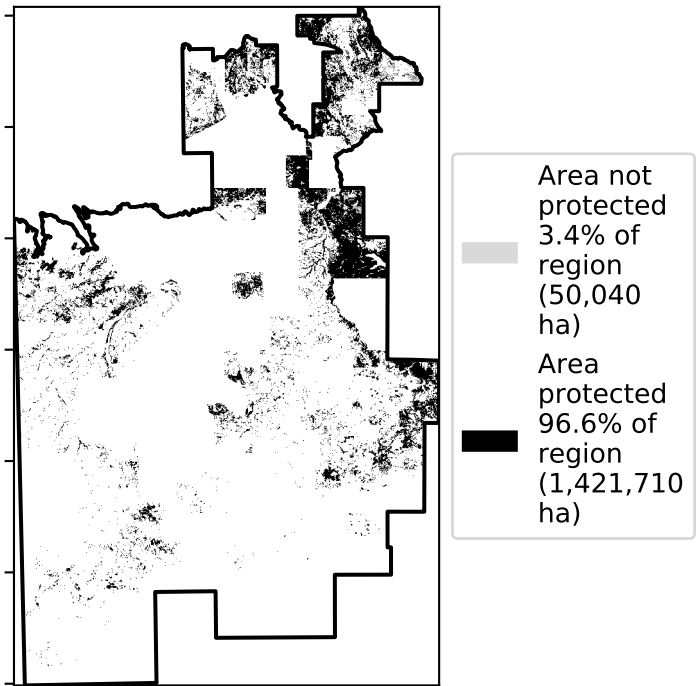 Area not
protected
3.4% of
region
(50,040
ha)
Area
protected
96.6% of
region
(1,421,710
ha)